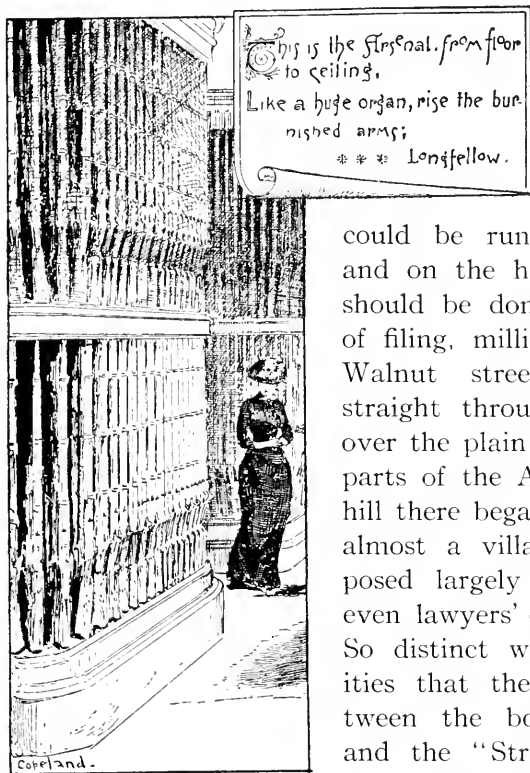 This is the Arsenal. from floor
to ceiling,
Like a huge organ, rise the bur-
nished arms;
* * * Longfellow.
could be run
and on the h
should be don
of filing, milli
Walnut stree
straight throu
over the plain
parts of the A
hill there bega
almost a villa
posed largely
even lawyers'
So distinct w
ities that the
tween the bo
and the "Str
Copeland.